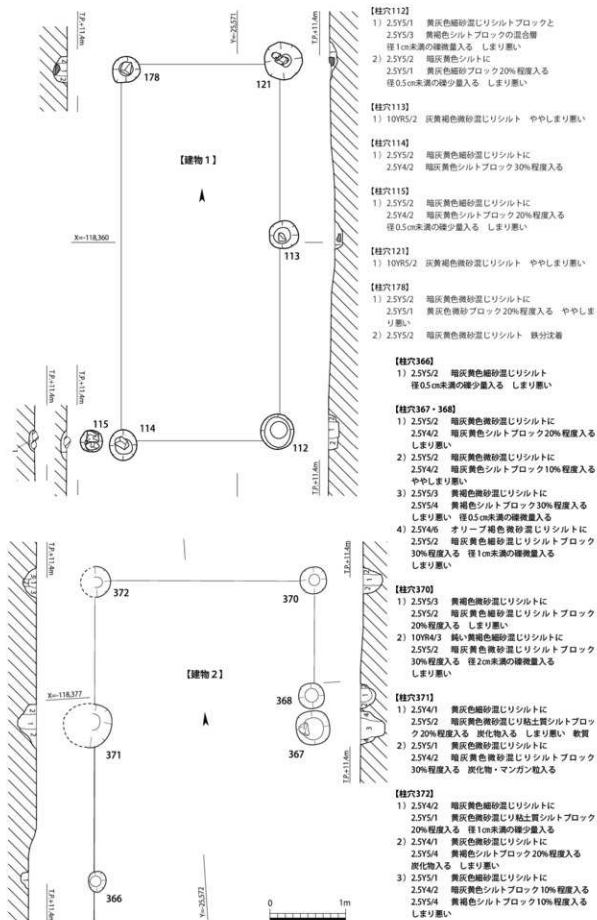 T.P.+11.4m
Y=-25,571
T.P.+11.4m
178
121
【建物1】
X=-118,360
113
T.P.+11.4m
T.P.+11.4m
115
114
112
T.P.+11.4m
T.P.+11.4m
T.P.+11.4m
372
370
【建物2】
X=-118,377
368
371
367
T.P.+11.4m
366
Y=-25,572
T.P.+11.4m
0
1m
【柱穴112】
1)2.5Y5/1 黄灰色細砂混じりシルトブロックと
2.5Y5/3 黄褐色シルトブロックの混合層
径1cm未満の礫微量入る しまり悪い
2)2.5Y5/2 暗灰黄色シルトに
2.5Y5/1 黄灰色細砂ブロック20%程度入る
径0.5cm未満の礫少量入る しまり悪い
【柱穴113】
1)10YR5/2 灰黄褐色微砂混じりシルト ややしまり悪い
【柱穴114】
1)2.5Y5/2 暗灰黄色細砂混じりシルトに
2.5Y4/2 暗灰黄色シルトブロック30%程度入る
【柱穴115】
1)2.5Y5/2 暗灰黄色細砂混じりシルトに
2.5Y4/2 暗灰黄色シルトブロック20%程度入る
径0.5cm未満の礫少量入る しまり悪い
【柱穴121】
1)10YR5/2 灰黄褐色微砂混じりシルト ややしまり悪い
【柱穴178】
1)2.5Y5/2 暗灰黄色微砂混じりシルトに
2.5Y5/1 黄灰色微砂ブロック20%程度入る ややしま
り悪い
2)2.5Y5/2 暗灰黄色微砂混じりシルト 鉄分沈着
【柱穴366】
1)2.5Y5/2 暗灰黄色細砂混じりシルト
径0.5cm未満の礫少量入る しまり悪い
【柱穴367・368】
1)2.5Y5/2 暗灰黄色微砂混じりシルトに
2.5Y4/2 暗灰黄色シルトブロック20%程度入る
しまり悪い
2)2.5Y5/2 暗灰黄色微砂混じりシルトに
2.5Y4/2 暗灰黄色シルトブロック10%程度入る
ややしまり悪い
3)2.5Y5/3 黄褐色微砂混じりシルトに
2.5Y5/4 黄褐色シルトブロック30%程度入る
しまり悪い 径0.5cm未満の礫微量入る
4)2.5Y4/6 オリーブ褐色微砂混じりシルトに
2.5Y5/2 暗灰黄色微砂混じりシルトブロック
30%程度入る 径1cm未満の礫微量入る
しまり悪い
【柱穴370】
1)2.5Y5/3 黄褐色微砂混じりシルトに
2.5Y5/2 暗灰黄色細砂混じりシルトブロック
20%程度入る しまり悪い
2)10YR4/3 鈍い黄褐色細砂混じりシルトに
2.5Y5/2 暗灰黄色微砂混じりシルトブロック
30%程度入る 径2cm未満の礫微量入る
しまり悪い
【柱穴371】
1)2.5Y4/1 黄灰色細砂混じりシルトに
2.5Y5/2 暗灰黄色微砂混じり粘土質シルトブロッ
ク20%程度入る 炭化物入る しまり悪い 軟質
2)2.5Y5/1 黄灰色微砂混じりシルトに
2.5Y4/2 暗灰黄色微砂混じりシルトブロック
30%程度入る 炭化物・マンガン粒入る
【柱穴372】
1)2.5Y4/2 暗灰黄色細砂混じりシルトに
2.5Y5/1 黄灰色細砂混じり粘土質シルトブロック
20%程度入る 径1cm未満の礫少量入る
2)2.5Y4/1 黄灰色微砂混じりシルトに
2.5Y5/4 黄褐色シルトブロック20%程度入る
炭化物入る しまり悪い
3)2.5Y5/1 黄灰色細砂混じりシルトに
2.5Y4/2 暗灰黄色シルトブロック10%程度入る
2.5Y5/4 黄褐色シルトブロック10%程度入る
しまり悪い